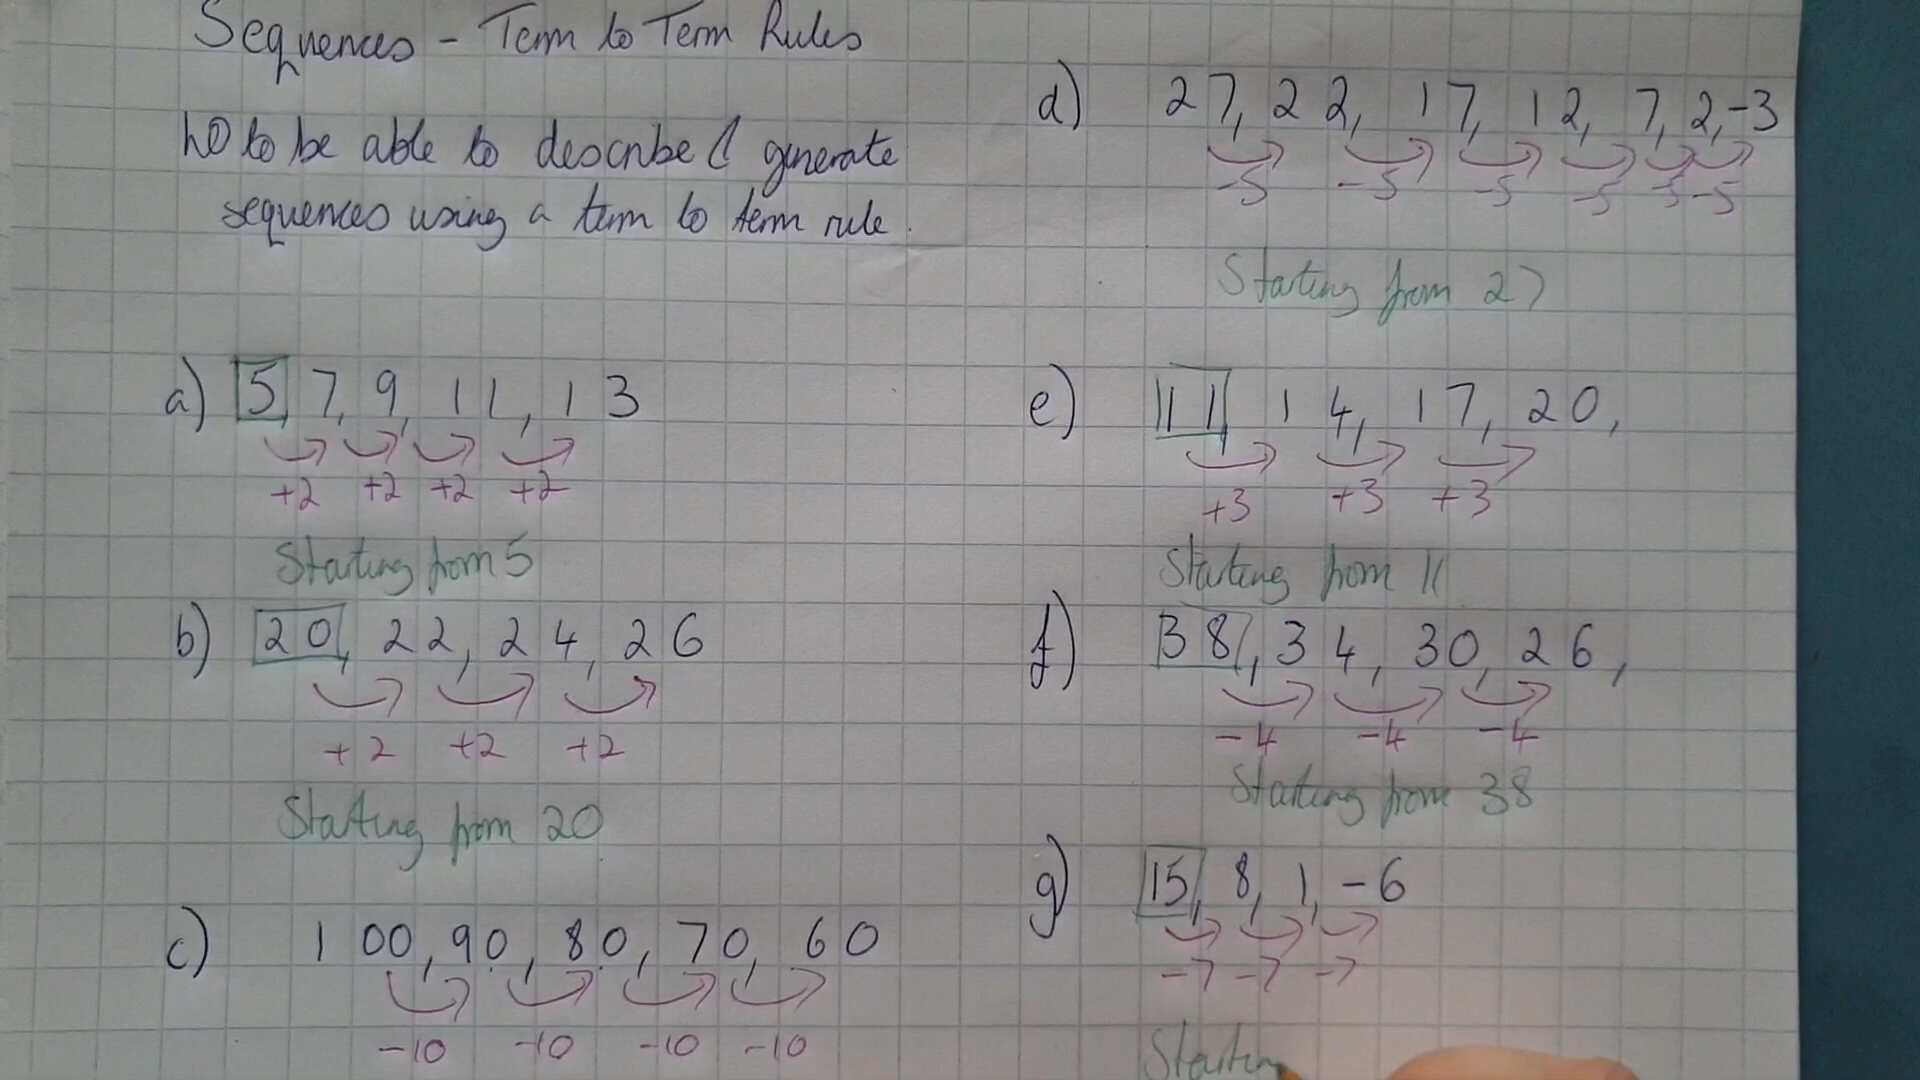 Sequences - Term to Term Rules
LO to be able to describe & generate
sequences using a term to term rule.
a) 5, 7, 9, 11, 13
+2 +2 +2 +2
Starting from 5
b) 20, 22, 24, 26
+2 +2 +2
Starting from 20
c) 100, 90, 80, 70, 60
-10 -10 -10 -10
d) 27, 22, 17, 12, 7, 2, -3
-5 -5 -5 -5 -5 -5
Starting from 27
e) 11, 14, 17, 20,
+3 +3 +3
Starting from 11
f) 38, 34, 30, 26,
-4 -4 -4
Starting from 38
g) 15, 8, 1, -6
-7 -7 -7
Starting